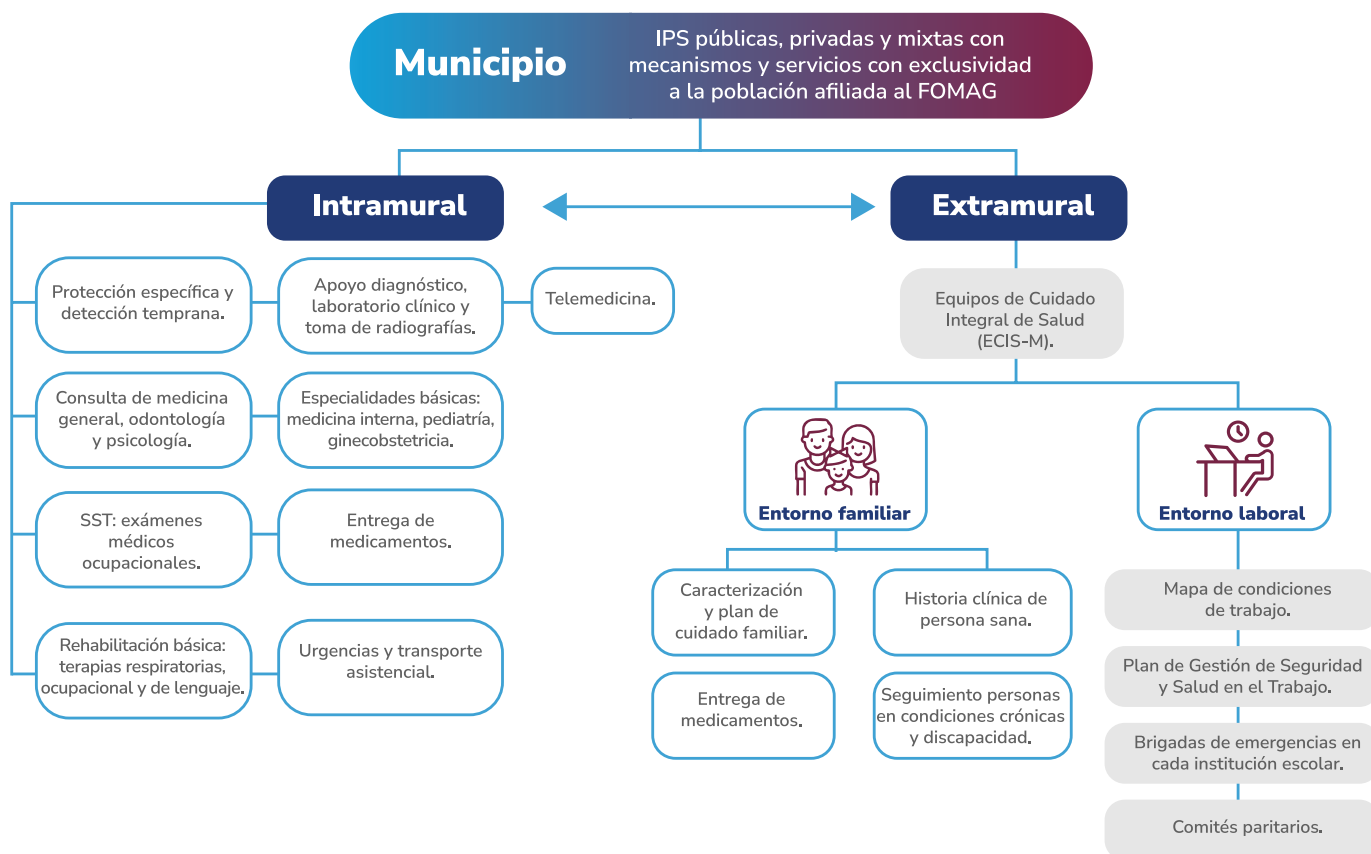 Municipio
IPS públicas, privadas y mixtas con
mecanismos y servicios con exclusividad
a la población afiliada al FOMAG
Intramural
Extramural
Protección específica y
detección temprana.
Apoyo diagnóstico,
laboratorio clínico y
toma de radiografías.
Telemedicina.
Consulta de medicina
general, odontología
y psicología.
Especialidades básicas:
medicina interna, pediatría,
ginecobstetricia.
SST: exámenes
médicos
ocupacionales.
Entrega de
medicamentos.
Rehabilitación básica:
terapias respiratorias,
ocupacional y de lenguaje.
Urgencias y transporte
asistencial.
Equipos de Cuidado
Integral de Salud
(ECIS-M).
Entorno familiar
Caracterización
y plan de
cuidado familiar.
Historia clínica de
persona sana.
Entrega de
medicamentos.
Seguimiento personas
en condiciones crónicas
y discapacidad.
Entorno laboral
Mapa de condiciones
de trabajo.
Plan de Gestión de Seguridad
y Salud en el Trabajo.
Brigadas de emergencias en
cada institución escolar.
Comités paritarios.